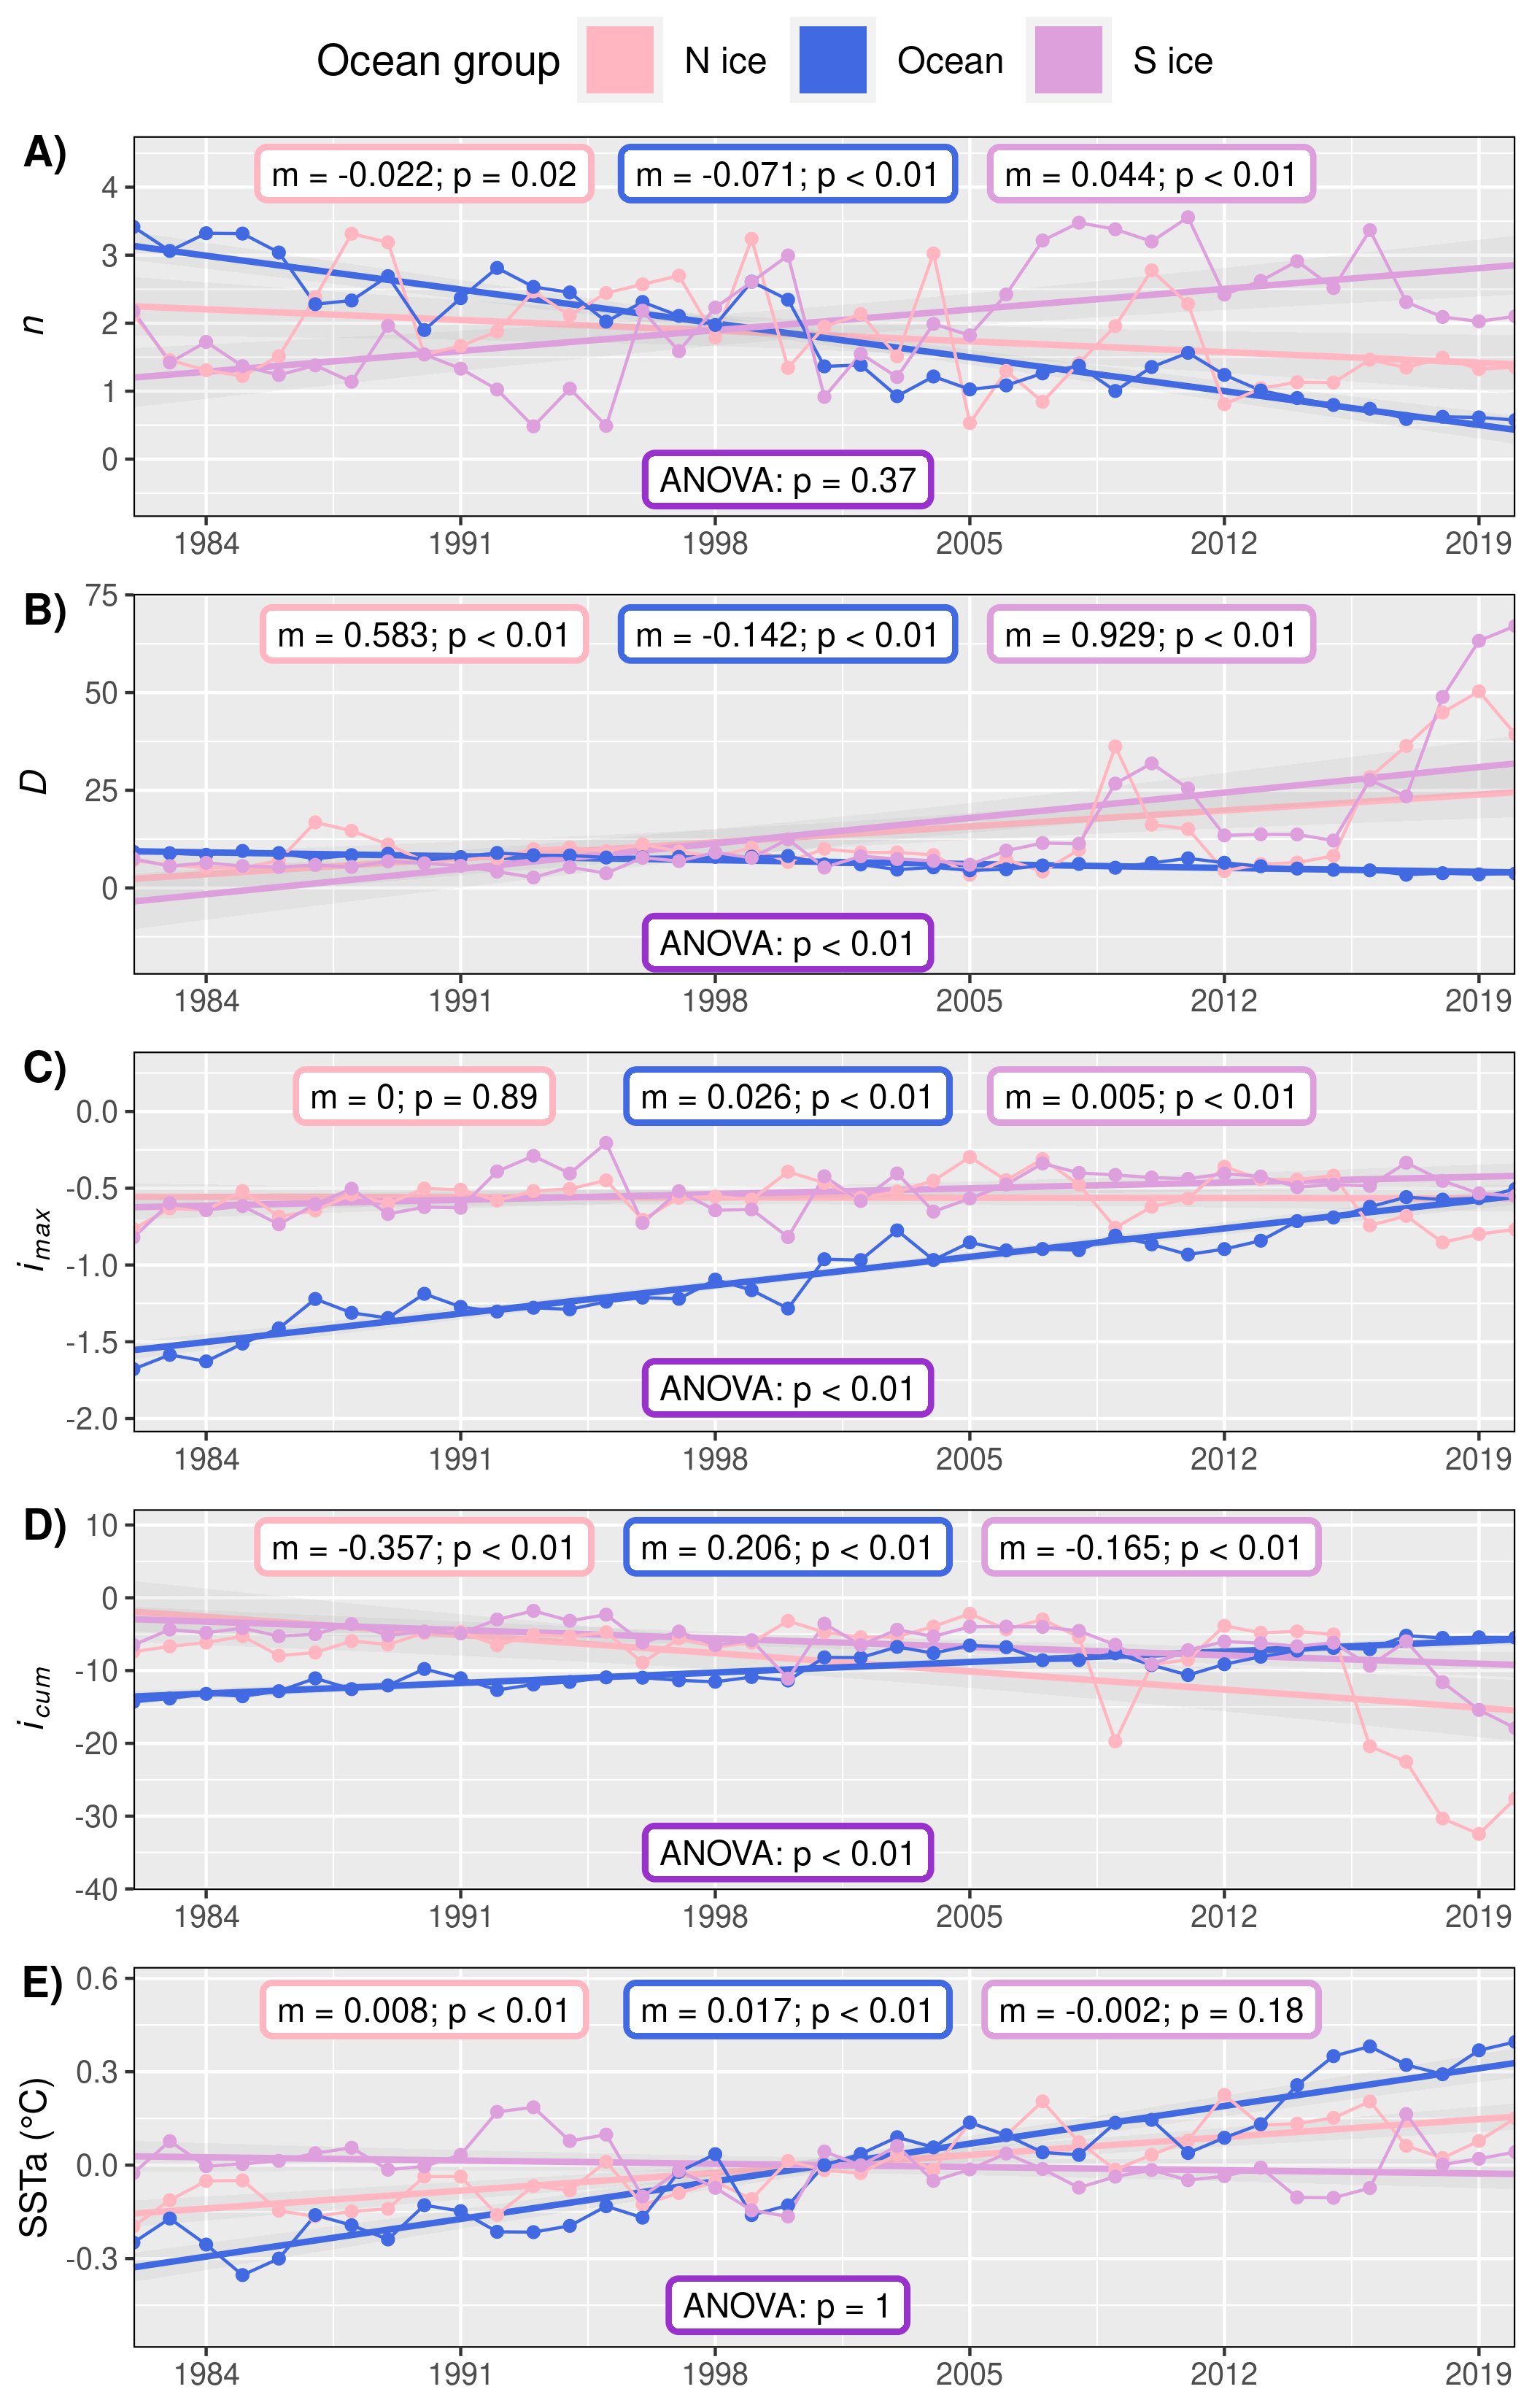 Ocean group N ice Ocean S ice
A)
m = -0.022; p = 0.02 m = -0.071; p < 0.01 m = 0.044; p < 0.01
4
3
2
1
0
n
ANOVA: p = 0.37
1984 1991 1998 2005 2012 2019
B)
m = 0.583; p < 0.01 m = -0.142; p < 0.01 m = 0.929; p < 0.01
75
50
25
0
D
ANOVA: p < 0.01
1984 1991 1998 2005 2012 2019
C)
m = 0; p = 0.89 m = 0.026; p < 0.01 m = 0.005; p < 0.01
0.0
-0.5
-1.0
-1.5
-2.0
i max
ANOVA: p < 0.01
1984 1991 1998 2005 2012 2019
D)
m = -0.357; p < 0.01 m = 0.206; p < 0.01 m = -0.165; p < 0.01
10
0
-10
-20
-30
-40
i cum
ANOVA: p < 0.01
1984 1991 1998 2005 2012 2019
E)
m = 0.008; p < 0.01 m = 0.017; p < 0.01 m = -0.002; p = 0.18
0.6
0.3
0.0
-0.3
SSTa (°C)
ANOVA: p = 1
1984 1991 1998 2005 2012 2019